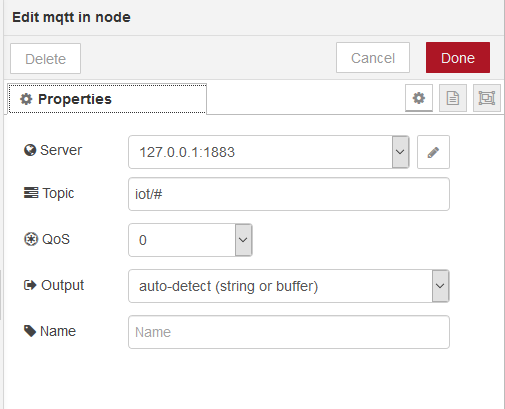 Edit mqtt in node
Delete
Cancel
Done
Properties
Server
127.0.0.1:1883
Topic
iot/#
QoS
0
Output
auto-detect (string or buffer)
Name
Name